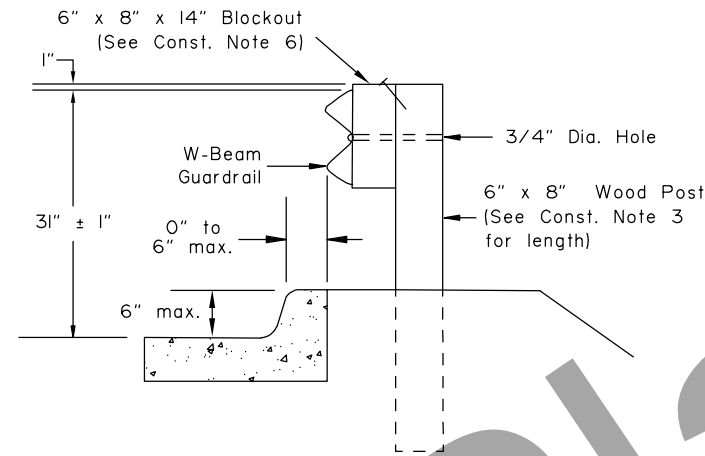 6" x 8" x 14" Blockout
(See Const. Note 6)
1"
3/4" Dia. Hole
W-Beam
Guardrail
6" x 8" Wood Post
(See Const. Note 3
for length)
31" ± 1"
0" to
6" max.
6" max.